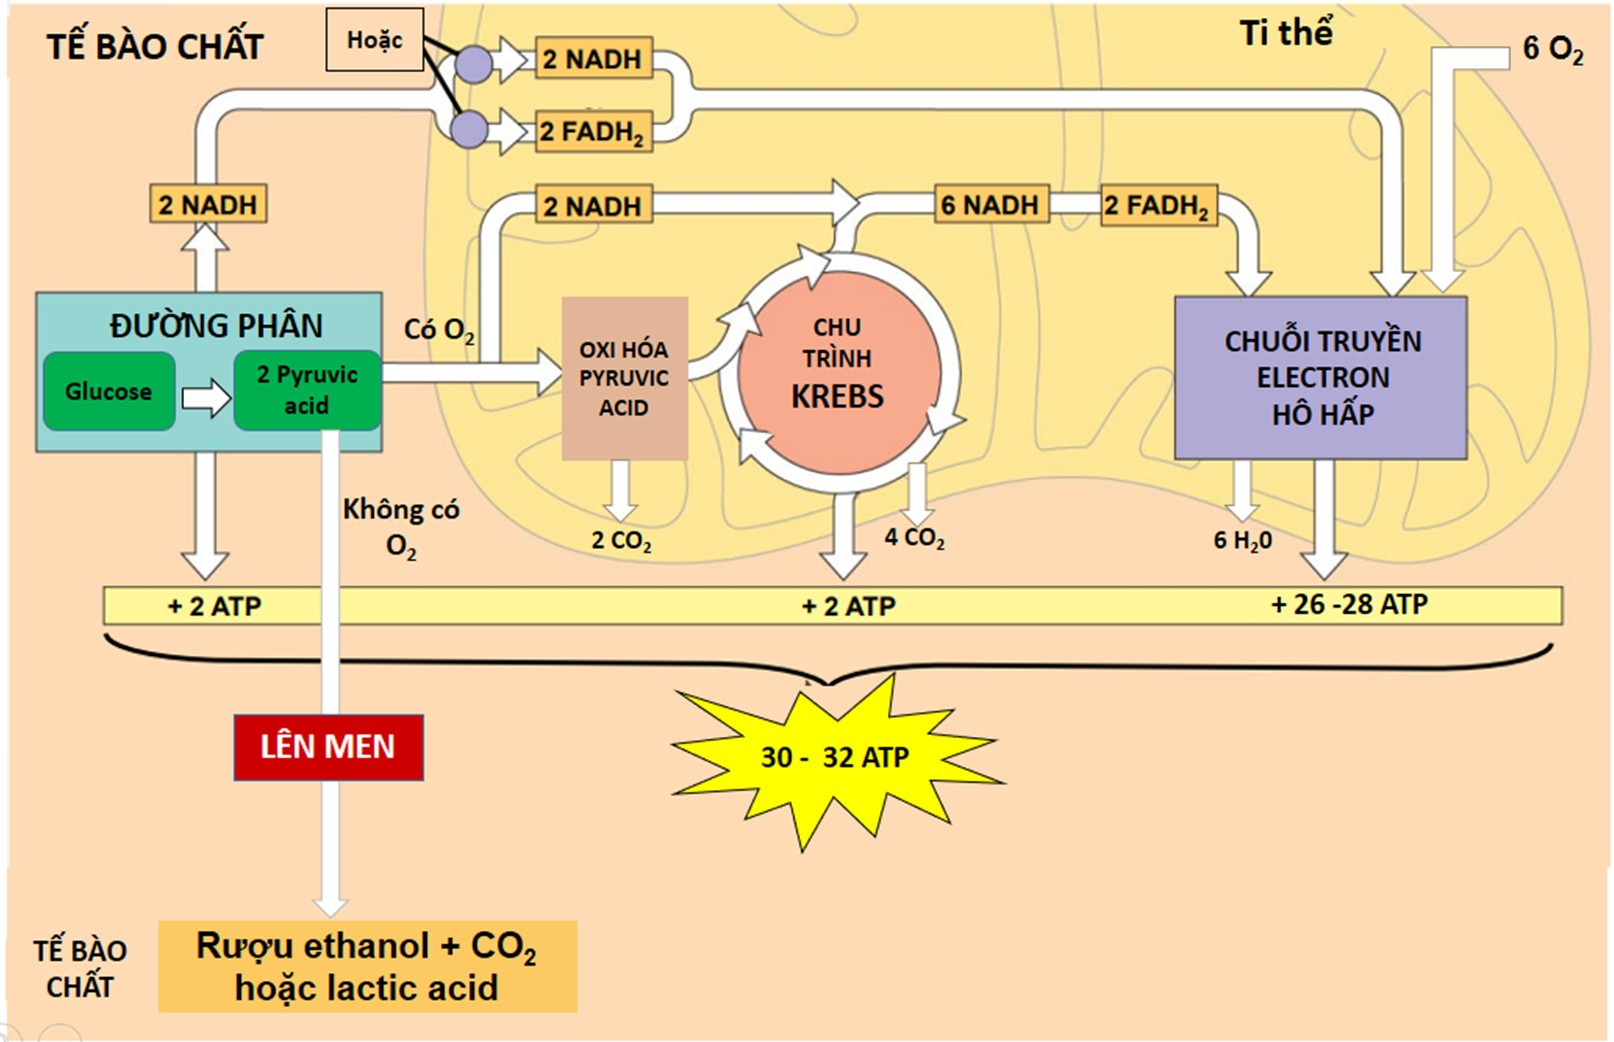 TẾ BÀO CHẤT
Hoặc
2 NADH
2 FADH₂
Ti thể
6 O₂
2 NADH
2 NADH
6 NADH
2 FADH₂
ĐƯỜNG PHÂN
Glucose
2 Pyruvic
acid
Có O₂
OXI HÓA
PYRUVIC
ACID
CHU
TRÌNH
KREBS
CHUỖI TRUYỀN
ELECTRON
HÔ HẤP
Không có
O₂
2 CO₂
4 CO₂
6 H₂0
+ 2 ATP
+ 2 ATP
+ 26 -28 ATP
30 - 32 ATP
LÊN MEN
TẾ BÀO
CHẤT
Rượu ethanol + CO₂
hoặc lactic acid